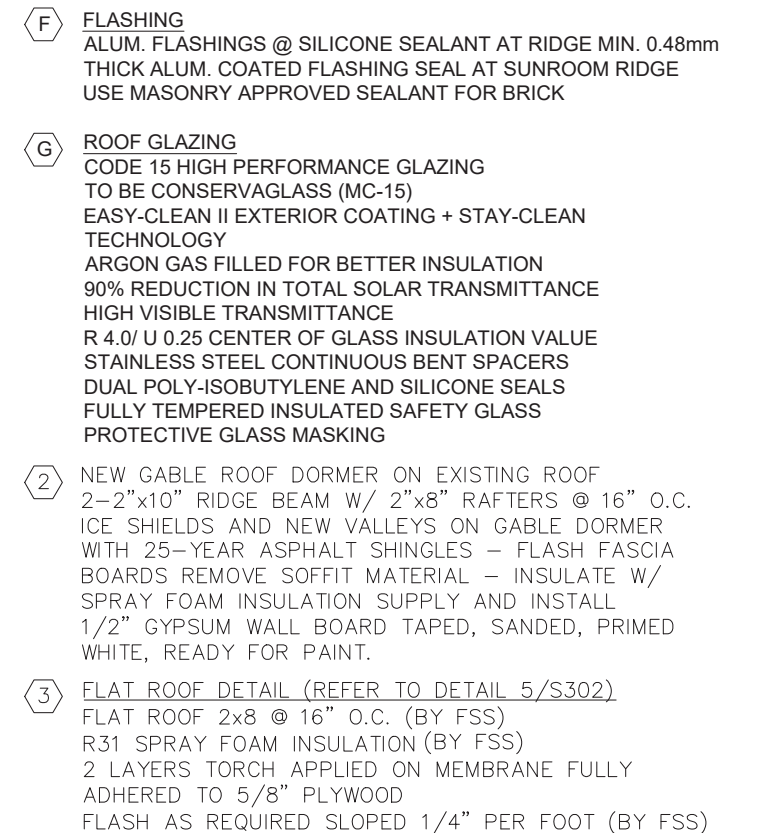 F FLASHING
ALUM. FLASHINGS @ SILICONE SEALANT AT RIDGE MIN. 0.48mm
THICK ALUM. COATED FLASHING SEAL AT SUNROOM RIDGE
USE MASONRY APPROVED SEALANT FOR BRICK
G ROOF GLAZING
CODE 15 HIGH PERFORMANCE GLAZING
TO BE CONSERVAGLASS (MC-15)
EASY-CLEAN II EXTERIOR COATING + STAY-CLEAN
TECHNOLOGY
ARGON GAS FILLED FOR BETTER INSULATION
90% REDUCTION IN TOTAL SOLAR TRANSMITTANCE
HIGH VISIBLE TRANSMITTANCE
R 4.0/ U 0.25 CENTER OF GLASS INSULATION VALUE
STAINLESS STEEL CONTINUOUS BENT SPACERS
DUAL POLY-ISOBUTYLENE AND SILICONE SEALS
FULLY TEMPERED INSULATED SAFETY GLASS
PROTECTIVE GLASS MASKING
2 NEW GABLE ROOF DORMER ON EXISTING ROOF
2-2"x10" RIDGE BEAM W/ 2"x8" RAFTERS @ 16" O.C.
ICE SHIELDS AND NEW VALLEYS ON GABLE DORMER
WITH 25-YEAR ASPHALT SHINGLES - FLASH FASCIA
BOARDS REMOVE SOFFIT MATERIAL - INSULATE W/
SPRAY FOAM INSULATION SUPPLY AND INSTALL
1/2" GYPSUM WALL BOARD TAPED, SANDED, PRIMED
WHITE, READY FOR PAINT.
3 FLAT ROOF DETAIL (REFER TO DETAIL 5/S302)
FLAT ROOF 2x8 @ 16" O.C. (BY FSS)
R31 SPRAY FOAM INSULATION (BY FSS)
2 LAYERS TORCH APPLIED ON MEMBRANE FULLY
ADHERED TO 5/8" PLYWOOD
FLASH AS REQUIRED SLOPED 1/4" PER FOOT (BY FSS)